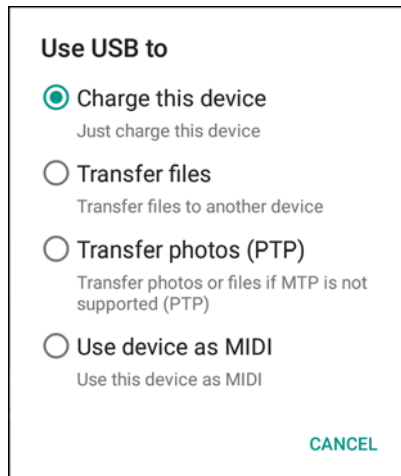 Use USB to
Charge this device
Just charge this device
Transfer files
Transfer files to another device
Transfer photos (PTP)
Transfer photos or files if MTP is not
supported (PTP)
Use device as MIDI
Use this device as MIDI
CANCEL